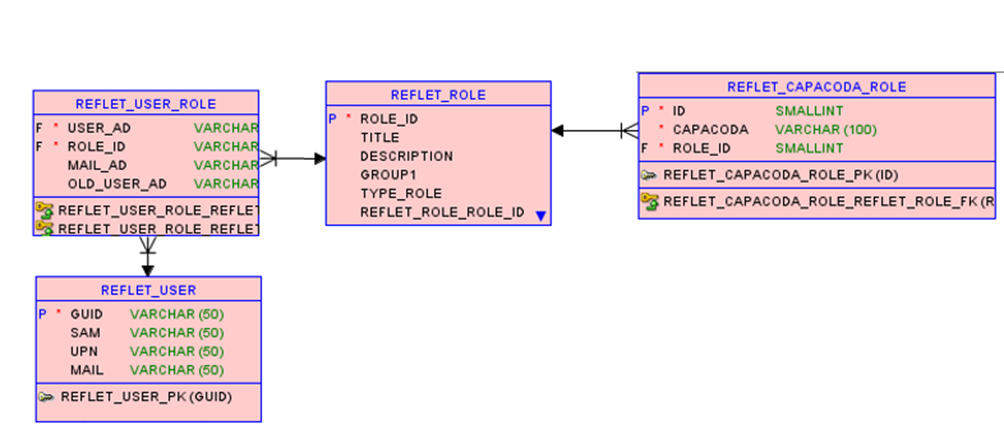 REFLET_USER_ROLE
F * USER_AD VARCHAR
F * ROLE_ID VARCHAR
MAIL_AD VARCHAR
OLD_USER_AD VARCHAR
REFLET_USER_ROLE_REFLET
REFLET_USER_ROLE_REFLET
REFLET_ROLE
P * ROLE_ID
TITLE
DESCRIPTION
GROUP1
TYPE_ROLE
REFLET_ROLE_ROLE_ID
REFLET_CAPACODA_ROLE
P * ID SMALLINT
* CAPACODA VARCHAR (100)
F * ROLE_ID SMALLINT
REFLET_CAPACODA_ROLE_PK (ID)
REFLET_CAPACODA_ROLE_REFLET_ROLE_FK (R
REFLET_USER
P * GUID VARCHAR (50)
SAM VARCHAR (50)
UPN VARCHAR (50)
MAIL VARCHAR (50)
REFLET_USER_PK (GUID)